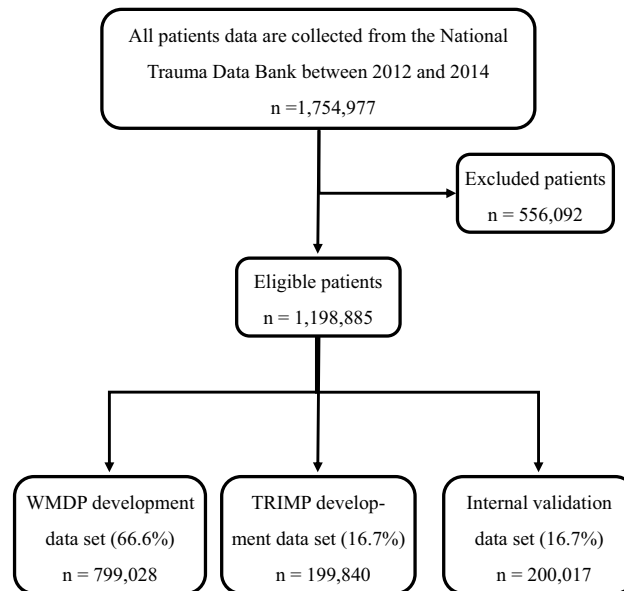 All patients data are collected from the National
Trauma Data Bank between 2012 and 2014
n =1,754,977
Excluded patients
n = 556,092
Eligible patients
n = 1,198,885
WMDP development
data set (66.6%)
n = 799,028
TRIMP develop-
ment data set (16.7%)
n = 199,840
Internal validation
data set (16.7%)
n = 200,017